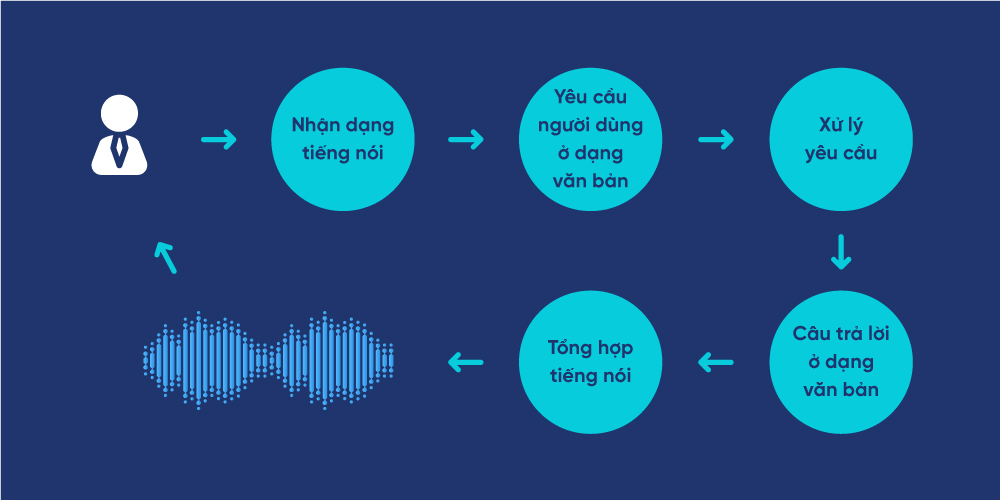 Nhận dạng
tiếng nói
Yêu cầu
người dùng
ở dạng
văn bản
Xử lý
yêu cầu
Câu trả lời
ở dạng
văn bản
Tổng hợp
tiếng nói